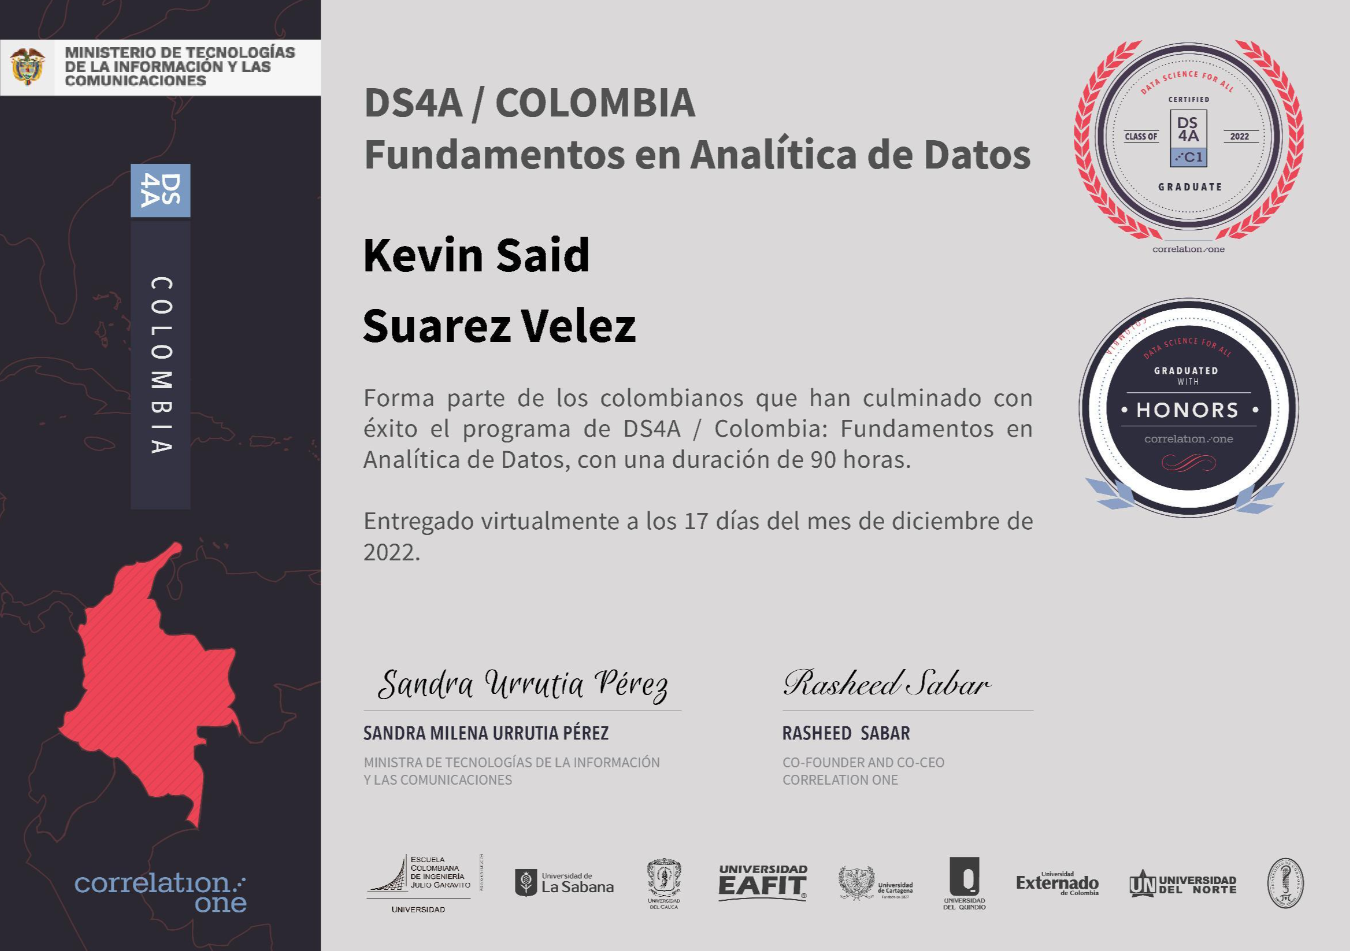 MINISTERIO DE TECNOLOGÍAS
DE LA INFORMACIÓN Y LAS
COMUNICACIONES
DS4A
COLOMBIA
correlation
one
DS4A / COLOMBIA
Fundamentos en Analítica de Datos
Kevin Said
Suarez Velez
Forma parte de los colombianos que han culminado con
éxito el programa de DS4A / Colombia: Fundamentos en
Analítica de Datos, con una duración de 90 horas.
Entregado virtualmente a los 17 días del mes de diciembre de
2022.
DATA SCIENCE FOR ALL
CERTIFIED
CLASS OF
DS
4A
C1
2022
GRADUATE
correlation one
COLOMBIA
DATA SCIENCE FOR ALL
GRADUATED
WITH
• HONORS •
correlation one
Sandra Urrutia Pérez
SANDRA MILENA URRUTIA PÉREZ
MINISTRA DE TECNOLOGÍAS DE LA INFORMACIÓN
Y LAS COMUNICACIONES
Rasheed Sabar
RASHEED SABAR
CO-FOUNDER AND CO-CEO
CORRELATION ONE
ESCUELA
COLOMBIANA
DE INGENIERÍA
JULIO GARAVITO
UNIVERSIDAD
Universidad de
La Sabana
UNIVERSIDAD
DEL CAUCA
UNIVERSIDAD
EAFIT
Universidad
de Cartagena
UNIVERSIDAD
DEL QUINDÍO
Universidad
Externado
de Colombia
UN UNIVERSIDAD
DEL NORTE